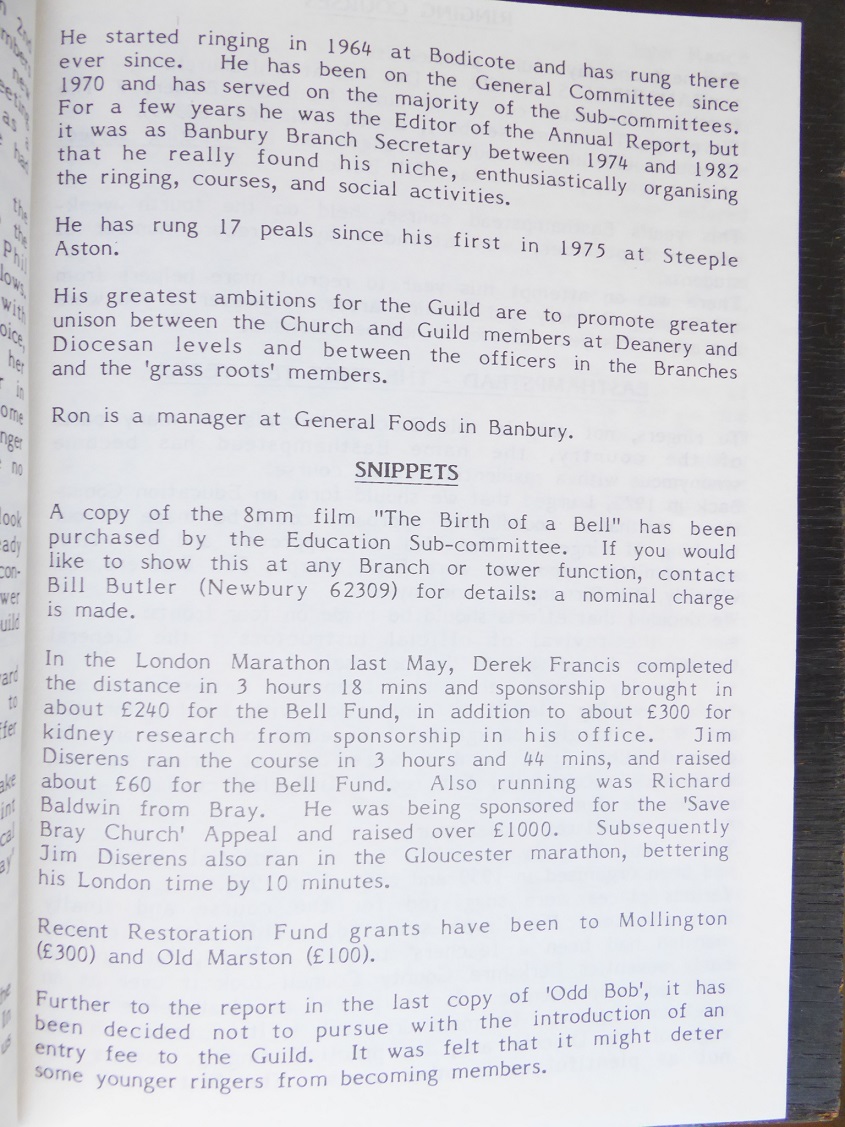 He started ringing in 1964 at Bodicote and has rung there
ever since. He has been on the General Committee since
1970 and has served on the majority of the Sub-committees.
For a few years he was the Editor of the Annual Report, but
it was as Banbury Branch Secretary between 1974 and 1982
that he really found his niche, enthusiastically organising
the ringing, courses, and social activities.
He has rung 17 peals since his first in 1975 at Steeple
Aston.
His greatest ambitions for the Guild are to promote greater
unison between the Church and Guild members at Deanery and
Diocesan levels and between the officers in the Branches
and the 'grass roots' members.
Ron is a manager at General Foods in Banbury.
SNIPPETS
A copy of the 8mm film "The Birth of a Bell" has been
purchased by the Education Sub-committee. If you would
like to show this at any Branch or tower function, contact
Bill Butler (Newbury 62309) for details: a nominal charge
is made.
In the London Marathon last May, Derek Francis completed
the distance in 3 hours 18 mins and sponsorship brought in
about £240 for the Bell Fund, in addition to about £300 for
kidney research from sponsorship in his office. Jim
Diserens ran the course in 3 hours and 44 mins, and raised
about £60 for the Bell Fund. Also running was Richard
Baldwin from Bray. He was being sponsored for the 'Save
Bray Church' Appeal and raised over £1000. Subsequently
Jim Diserens also ran in the Gloucester marathon, bettering
his London time by 10 minutes.
Recent Restoration Fund grants have been to Mollington
(£300) and Old Marston (£100).
Further to the report in the last copy of 'Odd Bob', it has
been decided not to pursue with the introduction of an
entry fee to the Guild. It was felt that it might deter
some younger ringers from becoming members.